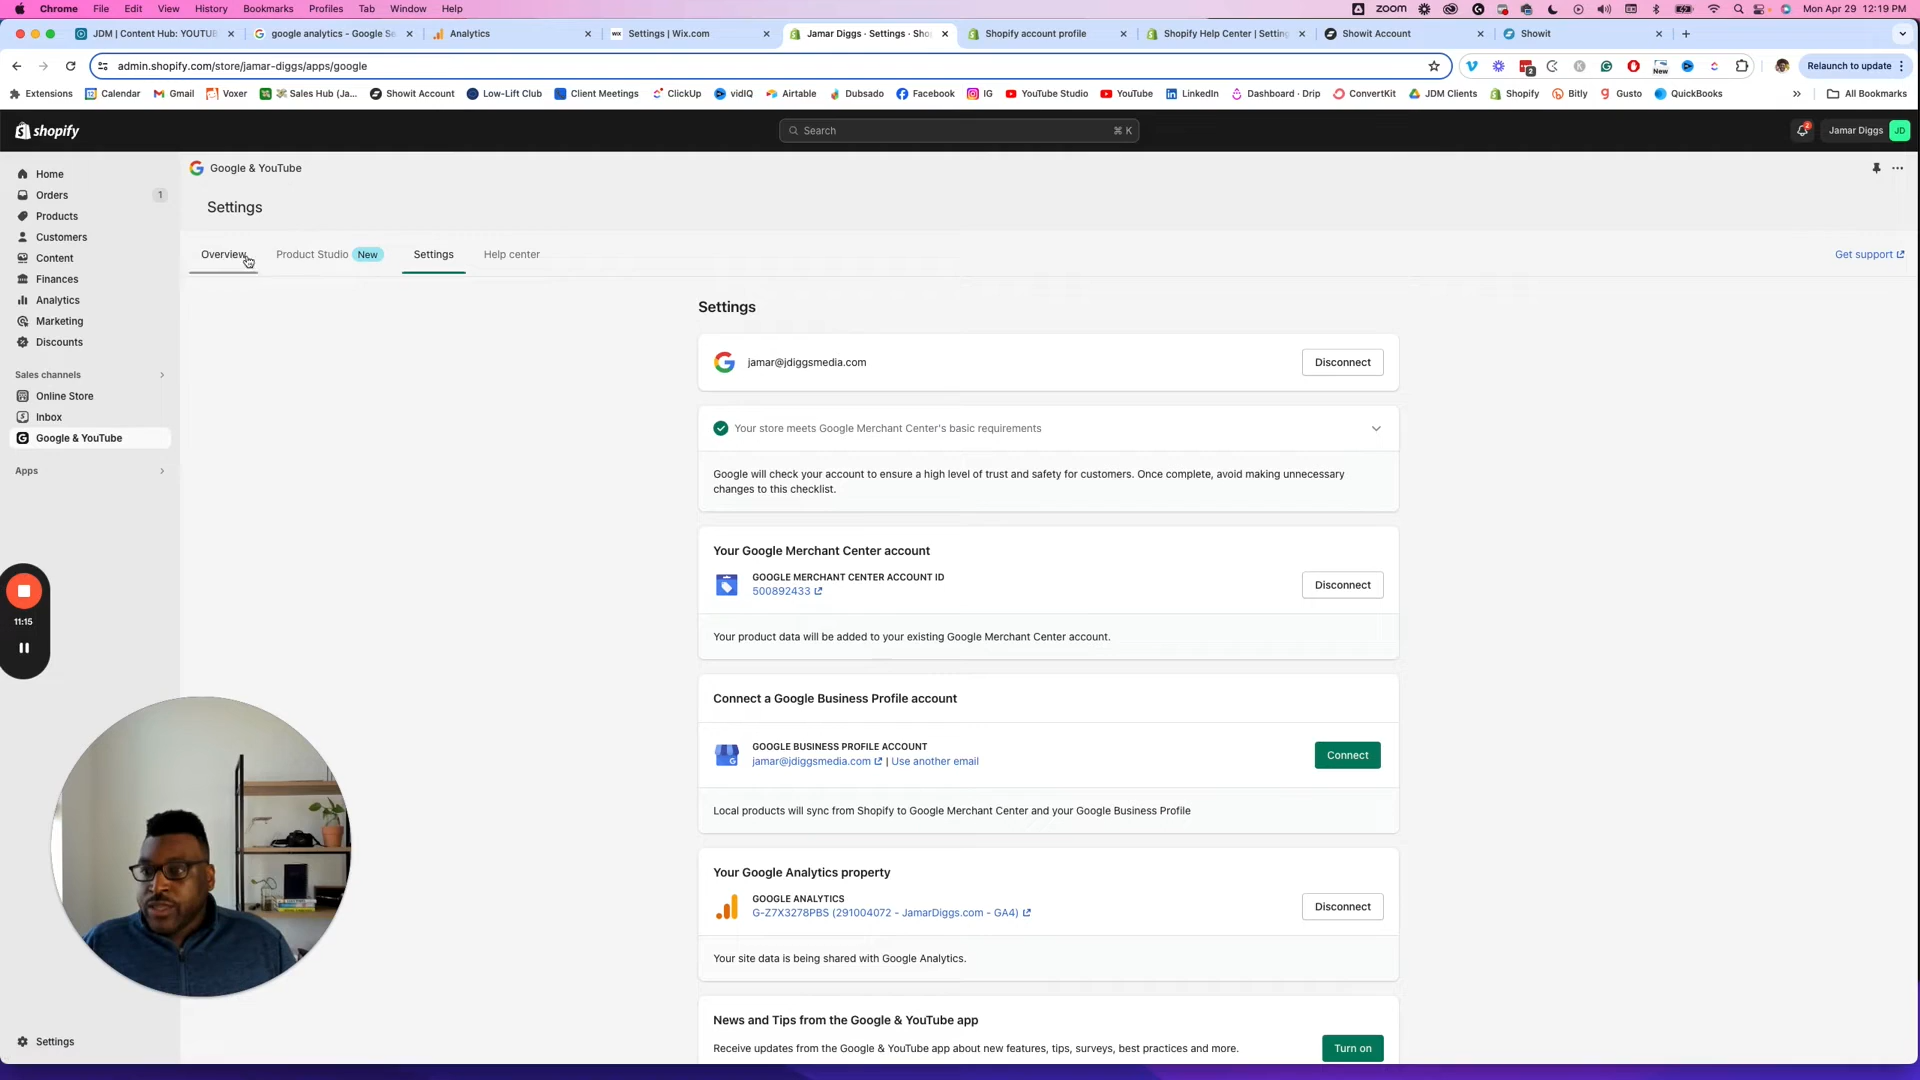 Chrome File Edit View History Bookmarks Profiles Tab Window Help
zoom Mon Apr 29 12:19 PM
JDM | Content Hub: YOUTUB
google analytics - Google Se
Analytics
Settings | Wix.com
Jamar Diggs · Settings · Sho
Shopify account profile
Shopify Help Center | Setting
Showit Account
Showit
admin.shopify.com/store/jamar-diggs/apps/google
2
New
Relaunch to update
Extensions Calendar Gmail Voxer Sales Hub (Ja... Showit Account Low-Lift Club Client Meetings ClickUp vidIQ Airtable Dubsado Facebook IG YouTube Studio YouTube LinkedIn Dashboard · Drip ConvertKit JDM Clients Shopify Bitly Gusto QuickBooks All Bookmarks
shopify
Search ⌘ K
2
Jamar Diggs JD
Home
Orders 1
Products
Customers
Content
Finances
Analytics
Marketing
Discounts
Sales channels
Online Store
Inbox
Google & YouTube
Apps
Settings
11:15
Google & YouTube
Settings
Overview Product Studio New Settings Help center Get support
Settings
jamar@jdiggsmedia.com Disconnect
Your store meets Google Merchant Center's basic requirements
Google will check your account to ensure a high level of trust and safety for customers. Once complete, avoid making unnecessary
changes to this checklist.
Your Google Merchant Center account
GOOGLE MERCHANT CENTER ACCOUNT ID
500892433
Disconnect
Your product data will be added to your existing Google Merchant Center account.
Connect a Google Business Profile account
GOOGLE BUSINESS PROFILE ACCOUNT
jamar@jdiggsmedia.com | Use another email
Connect
Local products will sync from Shopify to Google Merchant Center and your Google Business Profile
Your Google Analytics property
GOOGLE ANALYTICS
G-Z7X3278PBS (291004072 - JamarDiggs.com - GA4)
Disconnect
Your site data is being shared with Google Analytics.
News and Tips from the Google & YouTube app
Receive updates from the Google & YouTube app about new features, tips, surveys, best practices and more.
Turn on